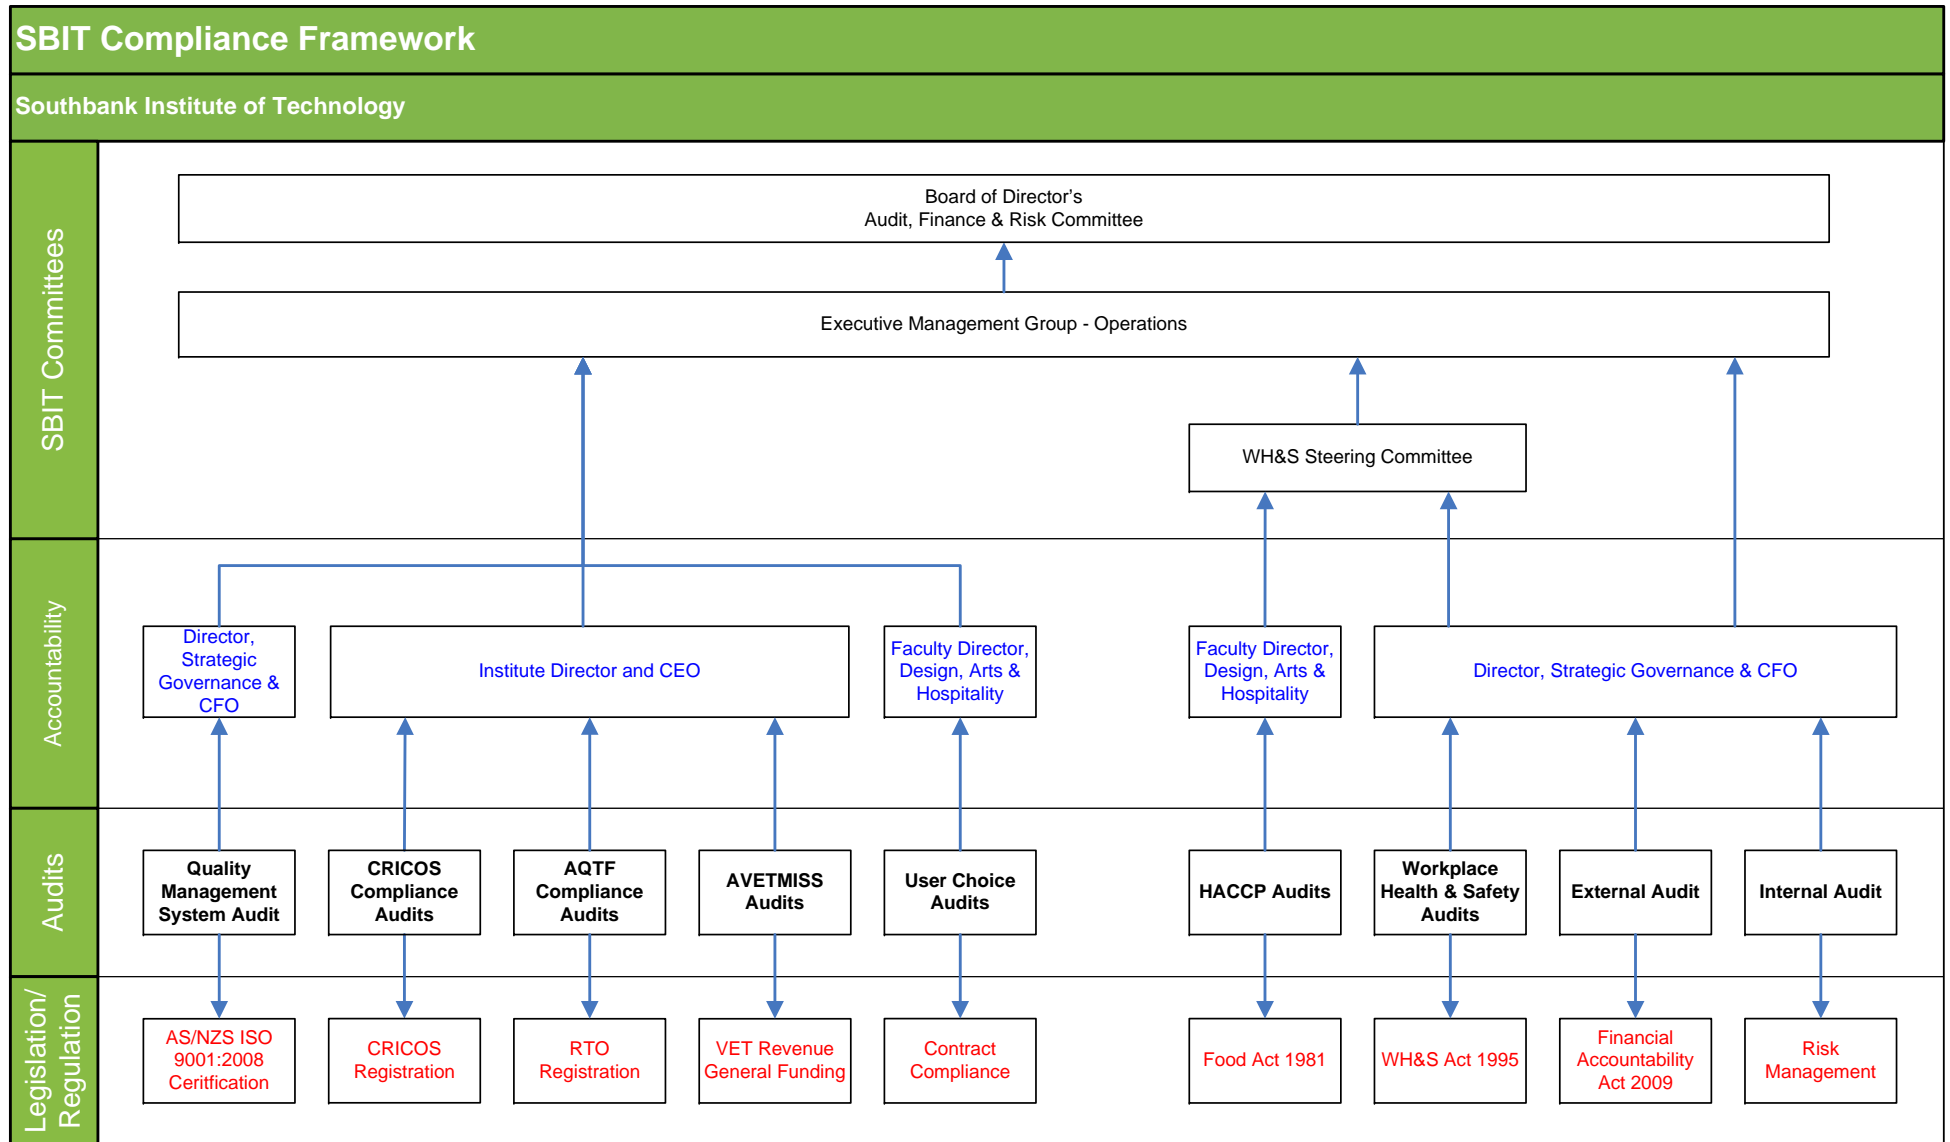 SBIT Compliance Framework
Southbank Institute of Technology
SBIT Committees
Board of Director's
Audit, Finance & Risk Committee
Executive Management Group - Operations
WH&S Steering Committee
Accountability
Director,
Strategic
Governance &
CFO
Institute Director and CEO
Faculty Director,
Design, Arts &
Hospitality
Faculty Director,
Design, Arts &
Hospitality
Director, Strategic Governance & CFO
Audits
Quality
Management
System Audit
CRICOS
Compliance
Audits
AQTF
Compliance
Audits
AVETMISS
Audits
User Choice
Audits
HACCP Audits
Workplace
Health & Safety
Audits
External Audit
Internal Audit
Legislation/
Regulation
AS/NZS ISO
9001:2008
Ceritfication
CRICOS
Registration
RTO
Registration
VET Revenue
General Funding
Contract
Compliance
Food Act 1981
WH&S Act 1995
Financial
Accountability
Act 2009
Risk
Management